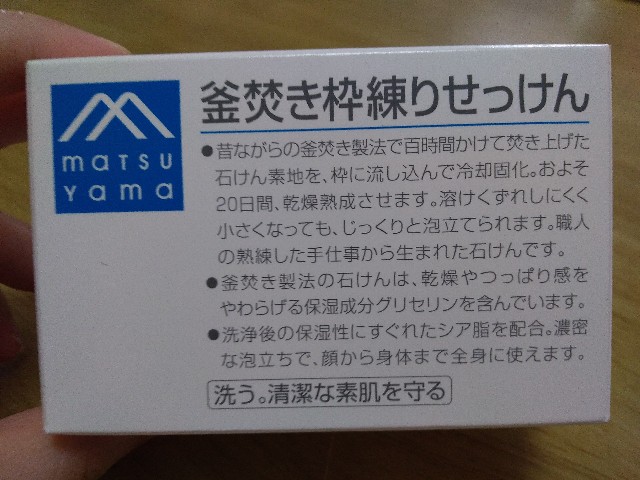 matsu
yama
釜焚き枠練りせっけん
●昔ながらの釜焚き製法で百時間かけて焚き上げた
石けん素地を、枠に流し込んで冷却固化。およそ
20日間、乾燥熟成させます。溶けくずれしにくく
小さくなっても、じっくりと泡立てられます。職人
の熟練した手仕事から生まれた石けんです。
●釜焚き製法の石けんは、乾燥やつっぱり感を
やわらげる保湿成分グリセリンを含んでいます。
●洗浄後の保湿性にすぐれたシア脂を配合。濃密
な泡立ちで、顔から身体まで全身に使えます。
洗う。清潔な素肌を守る